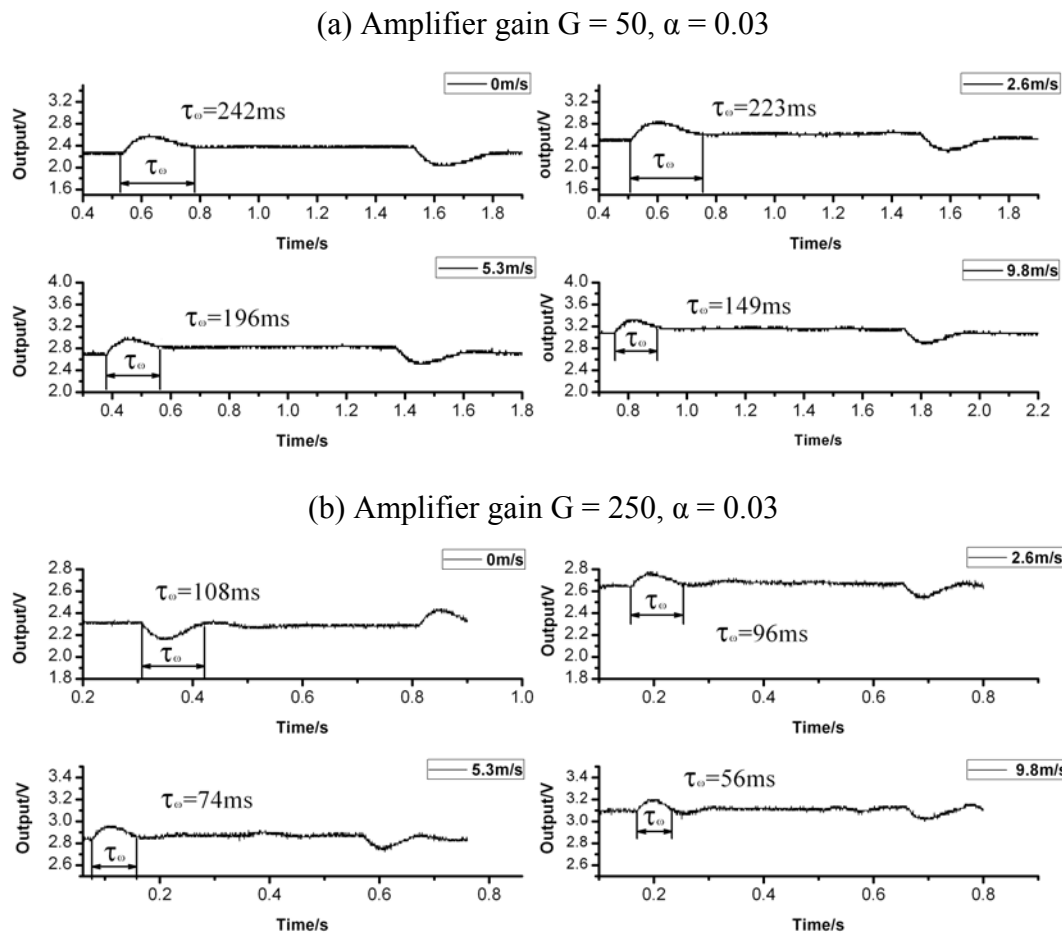 (a) Amplifier gain G = 50, α = 0.03
0m/s
τω=242ms
τω
Output/V
3.2
2.8
2.4
2.0
1.6
0.4 0.6 0.8 1.0 1.2 1.4 1.6 1.8
Time/s
2.6m/s
τω=223ms
τω
output/V
3.2
2.8
2.4
2.0
1.6
0.4 0.6 0.8 1.0 1.2 1.4 1.6 1.8
Time/s
5.3m/s
τω=196ms
τω
Output/V
4.0
3.6
3.2
2.8
2.4
2.0
0.4 0.6 0.8 1.0 1.2 1.4 1.6 1.8
Time/s
9.8m/s
τω=149ms
τω
output/V
4.0
3.6
3.2
2.8
2.4
2.0
0.8 1.0 1.2 1.4 1.6 1.8 2.0 2.2
Time/s
(b) Amplifier gain G = 250, α = 0.03
0m/s
τω=108ms
τω
Output/V
2.8
2.6
2.4
2.2
2.0
1.8
0.2 0.4 0.6 0.8 1.0
Time/s
2.6m/s
τω
τω=96ms
Output/V
2.8
2.6
2.4
2.2
2.0
1.8
0.2 0.4 0.6 0.8
Time/s
5.3m/s
τω=74ms
τω
Output/V
3.4
3.2
3.0
2.8
2.6
0.2 0.4 0.6 0.8
Time/s
9.8m/s
τω=56ms
τω
Output/V
3.4
3.2
3.0
2.8
2.6
2.4
0.2 0.4 0.6 0.8
Time/s